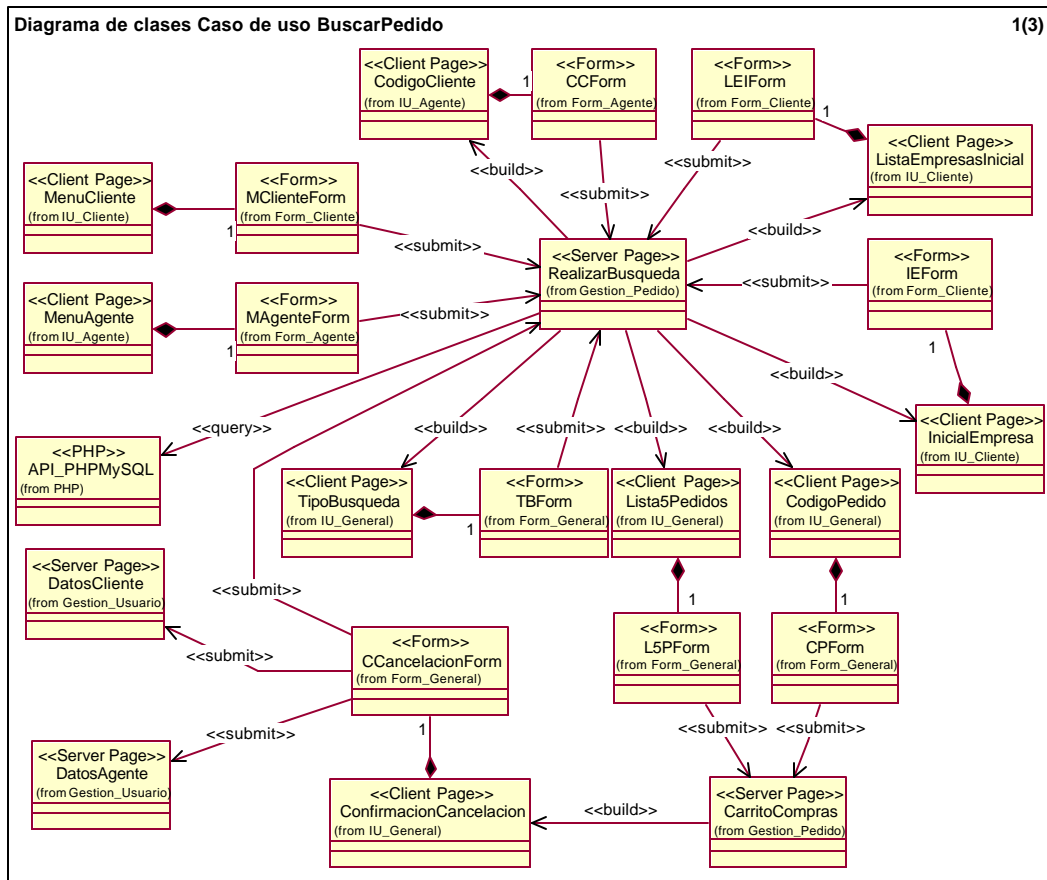 Diagrama de clases Caso de uso BuscarPedido
1(3)
<<Client Page>>
CodigoCliente
(from IU_Agente)
1
<<Form>>
CCForm
(from Form_Agente)
<<Form>>
LEIForm
(from Form_Cliente)
1
<<Client Page>>
ListaEmpresasInicial
(from IU_Cliente)
<<build>>
<<submit>>
<<submit>>
<<build>>
<<Client Page>>
MenuCliente
(from IU_Cliente)
1
<<Form>>
MClienteForm
(from Form_Cliente)
<<submit>>
<<Server Page>>
RealizarBusqueda
(from Gestion_Pedido)
<<submit>>
<<Form>>
IEForm
(from Form_Cliente)
1
<<Client Page>>
MenuAgente
(from IU_Agente)
1
<<Form>>
MAgenteForm
(from Form_Agente)
<<submit>>
<<build>>
<<Client Page>>
InicialEmpresa
(from IU_Cliente)
<<query>>
<<build>>
<<submit>>
<<build>>
<<build>>
<<PHP>>
API_PHPMySQL
(from PHP)
<<Client Page>>
TipoBusqueda
(from IU_General)
1
<<Form>>
TBForm
(from Form_General)
<<Client Page>>
Lista5Pedidos
(from IU_General)
1
<<Client Page>>
CodigoPedido
(from IU_General)
1
<<Server Page>>
DatosCliente
(from Gestion_Usuario)
<<submit>>
<<submit>>
<<Form>>
CCancelacionForm
(from Form_General)
<<Form>>
L5PForm
(from Form_General)
<<Form>>
CPForm
(from Form_General)
<<submit>>
1
<<submit>>
<<submit>>
<<Server Page>>
DatosAgente
(from Gestion_Usuario)
<<Client Page>>
ConfirmacionCancelacion
(from IU_General)
<<build>>
<<Server Page>>
CarritoCompras
(from Gestion_Pedido)